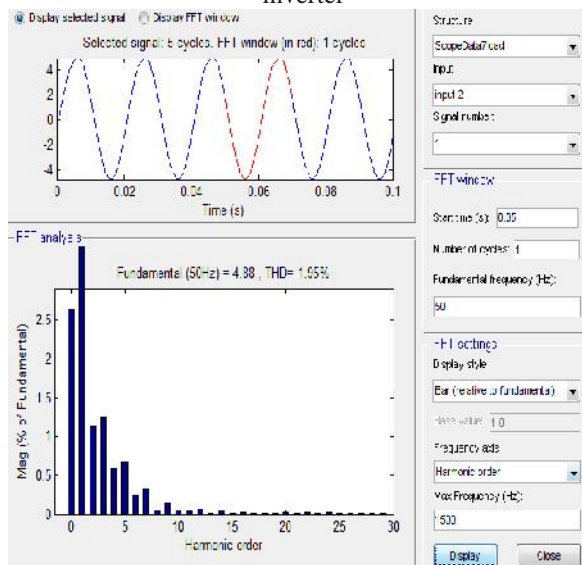 inverter
Display selected signal Display FFT window
Selected signal: 5 cycles. FFT window (in red): 1 cycles
4
2
0
-2
-4
0 0.02 0.04 0.06 0.08 0.1
Time (s)
FFT analysis
Fundamental (50Hz) = 4.88 , THD= 1.95%
2.5
2
1.5
1
0.5
0
0 5 10 15 20 25 30
Harmonic order
Mag (% of Fundamental)
Structure :
ScopeData7load
Input :
input 2
Signal number:
1
FFT window
Start time (s): 0.05
Number of cycles: 1
Fundamental frequency (Hz):
50
FFT settings
Display style :
Bar (relative to fundamental)
Base value: 1.0
Frequency axis:
Harmonic order
Max Frequency (Hz):
1500
Display Close